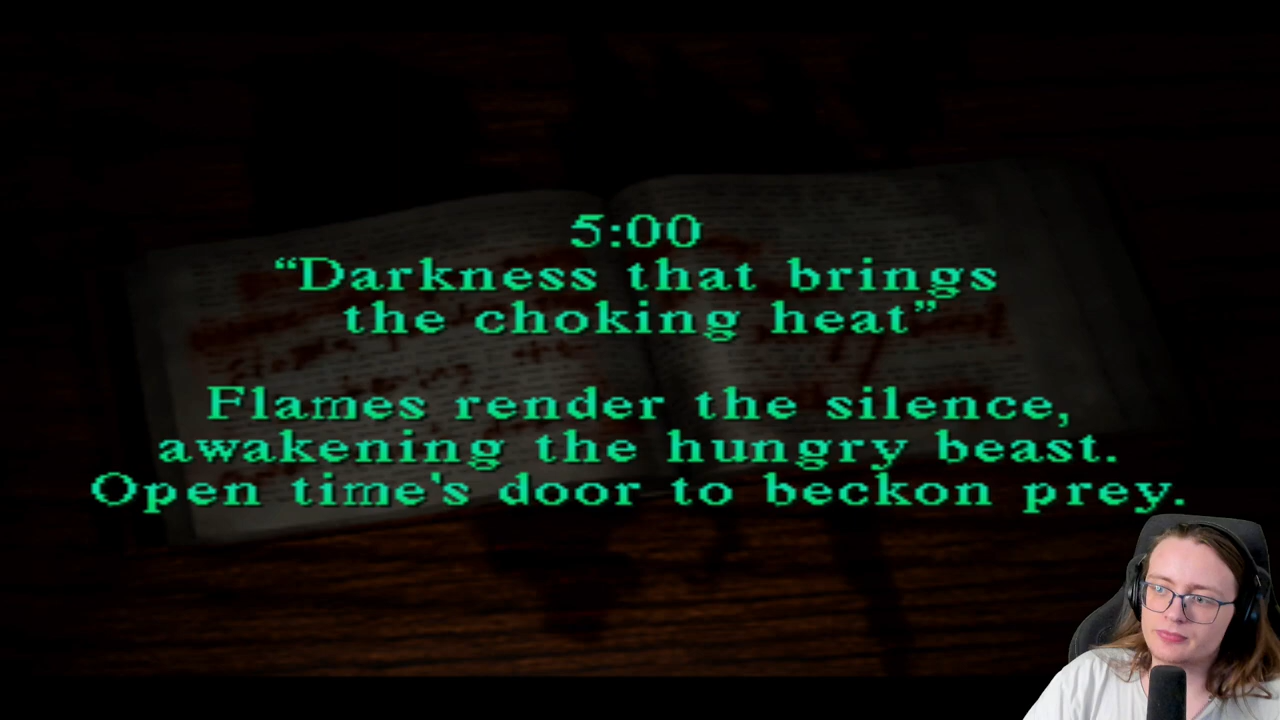 5:00
“Darkness that brings
the choking heat”
Flames render the silence,
awakening the hungry beast.
Open time's door to beckon prey.